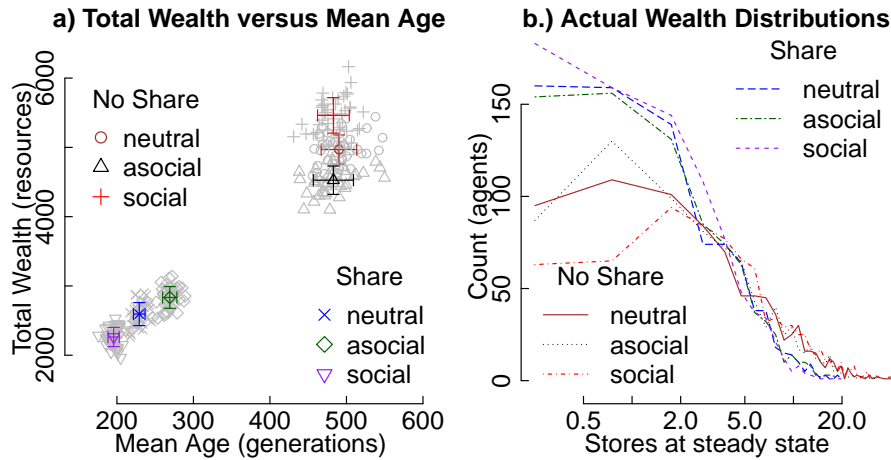 a) Total Wealth versus Mean Age
Total Wealth (resources)
2000
4000
6000
No Share
neutral
asocial
social
Share
neutral
asocial
social
200
300
400
500
600
Mean Age (generations)
b.) Actual Wealth Distributions
Count (agents)
0
50
100
150
Share
neutral
asocial
social
No Share
neutral
asocial
social
0.5
2.0
5.0
20.0
Stores at steady state